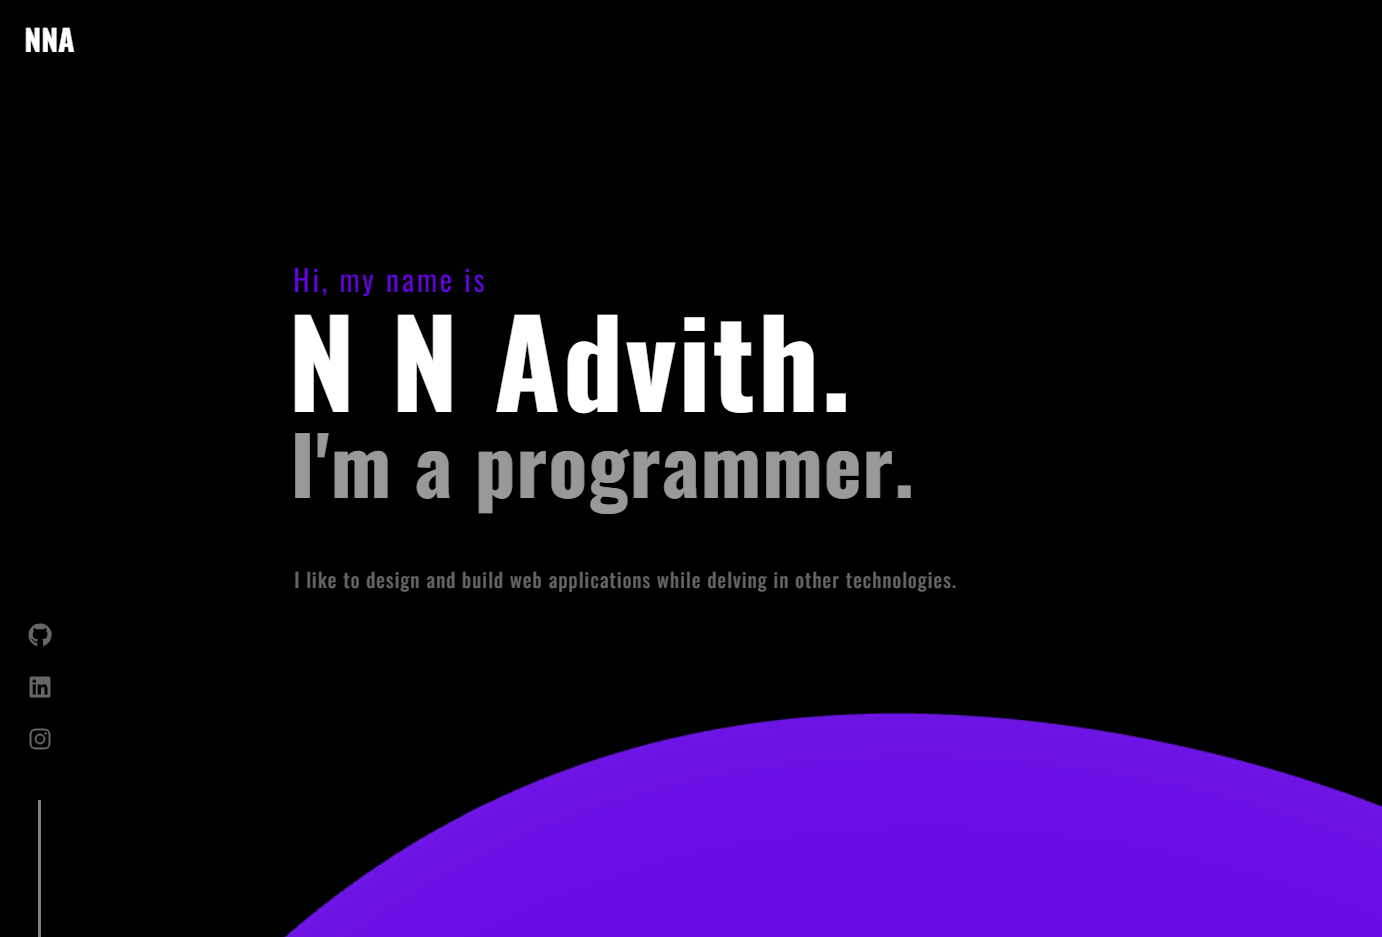 NNA
Hi, my name is
N N Advith.
I'm a programmer.
I like to design and build web applications while delving in other technologies.
in